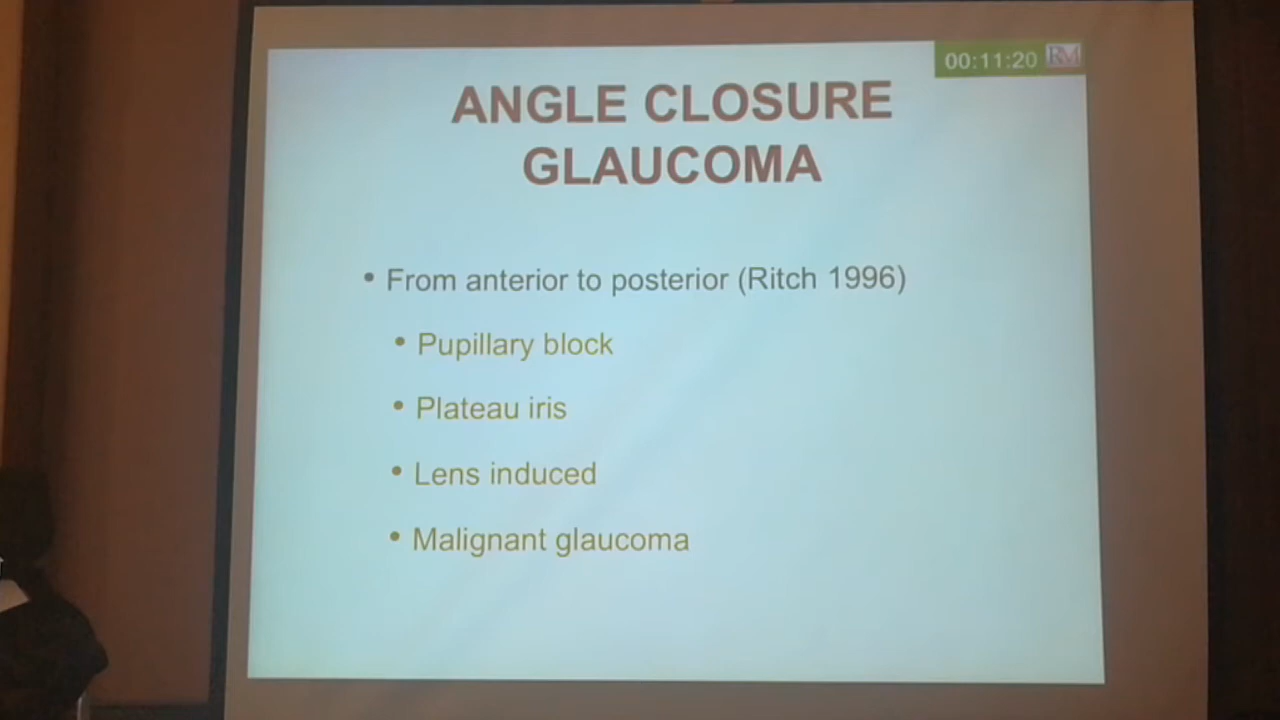 00:11:20 RM
ANGLE CLOSURE
GLAUCOMA
• From anterior to posterior (Ritch 1996)
• Pupillary block
• Plateau iris
• Lens induced
• Malignant glaucoma